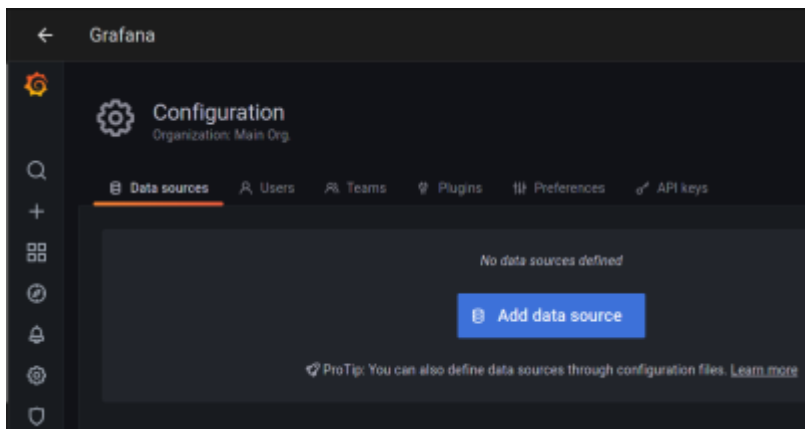 Grafana
Configuration
Organization: Main Org.
Data sources Users Teams Plugins Preferences API keys
No data sources defined
Add data source
ProTip: You can also define data sources through configuration files. Learn more